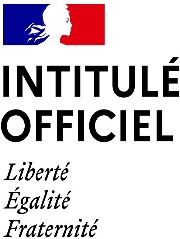 INTITULÉ
OFFICIEL
Liberté
Égalité
Fraternité